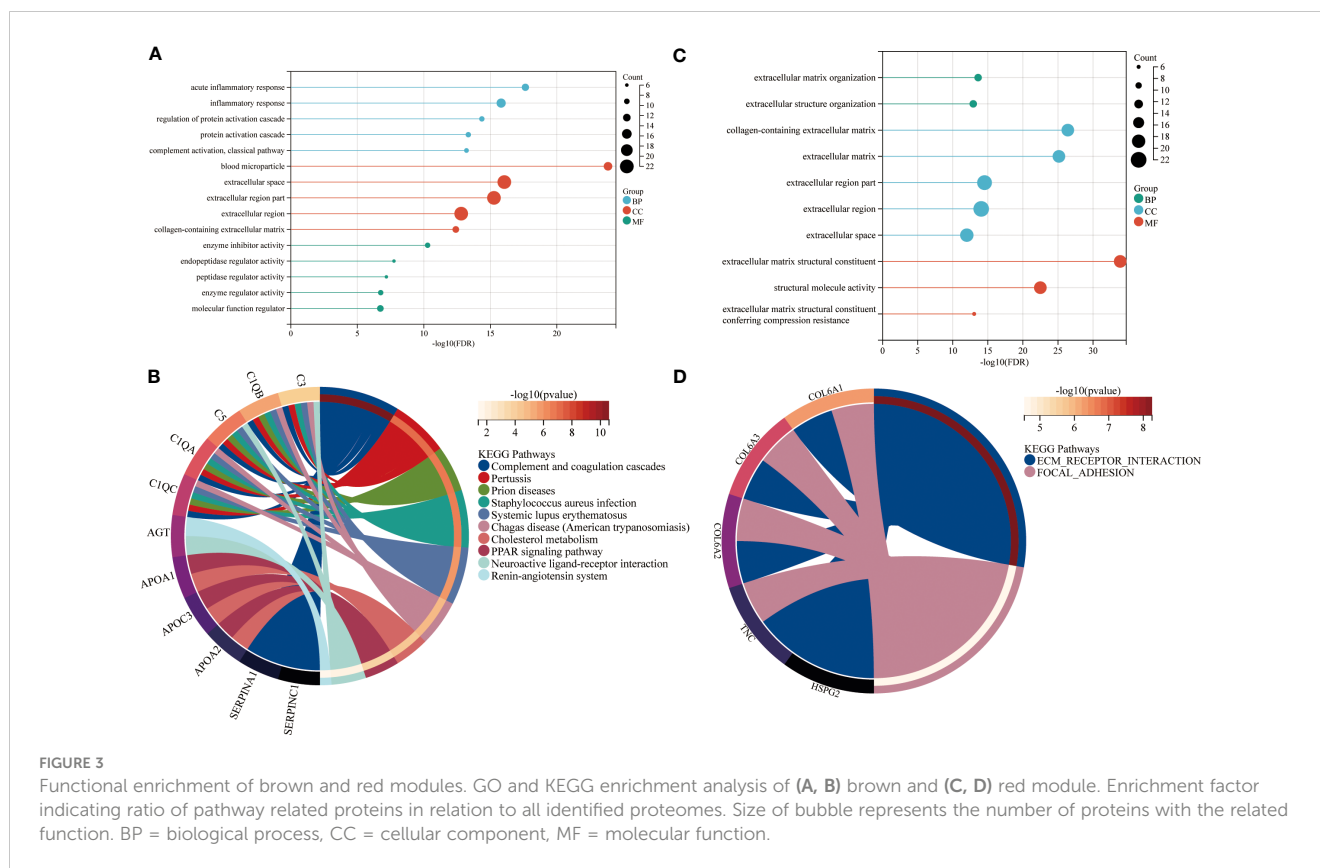 A
acute inflammatory response
inflammatory response
regulation of protein activation cascade
protein activation cascade
complement activation, classical pathway
blood microparticle
extracellular space
extracellular region part
extracellular region
collagen-containing extracellular matrix
enzyme inhibitor activity
endopeptidase regulator activity
peptidase regulator activity
enzyme regulator activity
molecular function regulator
0 5 10 15 20
-log10(FDR)
Count
6
8
10
12
14
16
18
20
22
Group
BP
CC
MF
C
extracellular matrix organization
extracellular structure organization
collagen-containing extracellular matrix
extracellular matrix
extracellular region part
extracellular region
extracellular space
extracellular matrix structural constituent
structural molecule activity
extracellular matrix structural constituent
conferring compression resistance
0 5 10 15 20 25 30
-log10(FDR)
Count
6
8
10
12
14
16
18
20
22
Group
BP
CC
MF
B
C3
C1QB
C5
C1QA
C1QC
AGT
APOA1
APOC3
APOA2
SERPINA1
SERPINC1
-log10(pvalue)
2 4 6 8 10
KEGG Pathways
Complement and coagulation cascades
Pertussis
Prion diseases
Staphylococcus aureus infection
Systemic lupus erythematosus
Chagas disease (American trypanosomiasis)
Cholesterol metabolism
PPAR signaling pathway
Neuroactive ligand-receptor interaction
Renin-angiotensin system
D
COL6A1
COL6A3
COL6A2
TNC
HSPG2
-log10(pvalue)
5 6 7 8
KEGG Pathways
ECM_RECEPTOR_INTERACTION
FOCAL_ADHESION
FIGURE 3
Functional enrichment of brown and red modules. GO and KEGG enrichment analysis of (A, B) brown and (C, D) red module. Enrichment factor
indicating ratio of pathway related proteins in relation to all identified proteomes. Size of bubble represents the number of proteins with the related
function. BP = biological process, CC = cellular component, MF = molecular function.